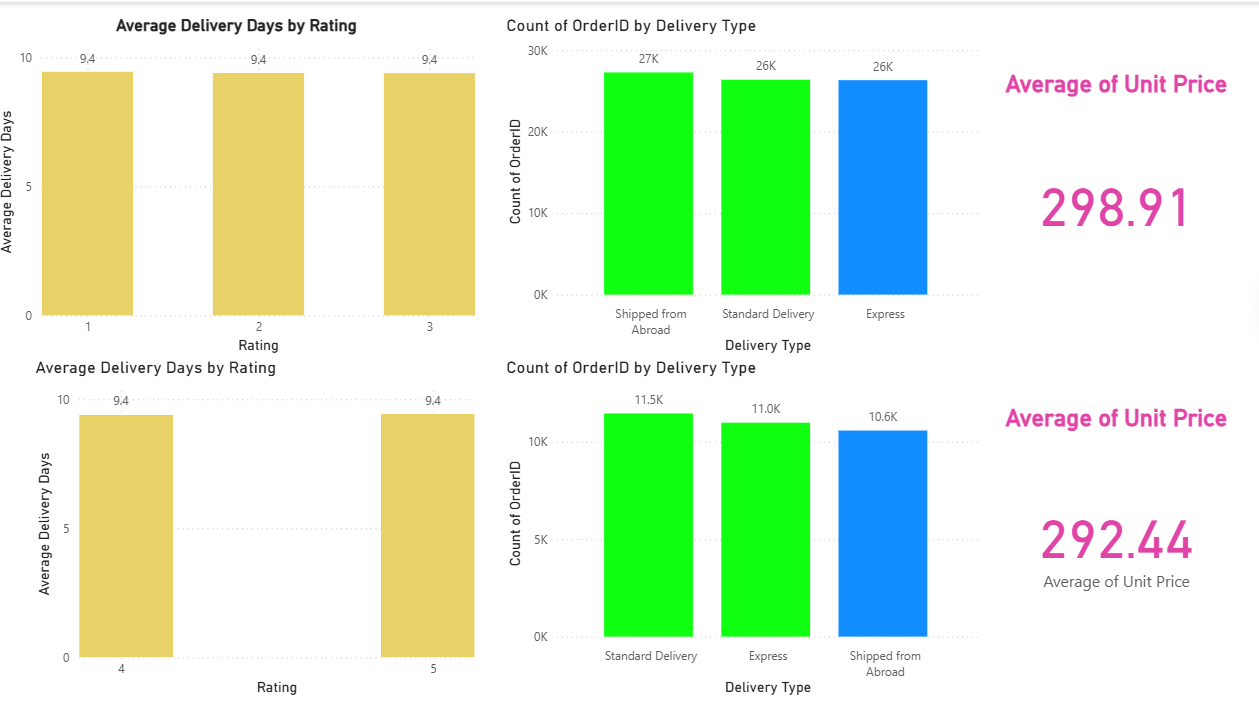 Average Delivery Days by Rating
Average Delivery Days
10
5
0
9.4
9.4
9.4
1
2
3
Rating
Count of OrderID by Delivery Type
Count of OrderID
30K
20K
10K
0K
27K
26K
26K
Shipped from
Abroad
Standard Delivery
Express
Delivery Type
Average of Unit Price
298.91
Average Delivery Days by Rating
Average Delivery Days
10
5
0
9.4
9.4
4
5
Rating
Count of OrderID by Delivery Type
Count of OrderID
10K
5K
0K
11.5K
11.0K
10.6K
Standard Delivery
Express
Shipped from
Abroad
Delivery Type
Average of Unit Price
292.44
Average of Unit Price